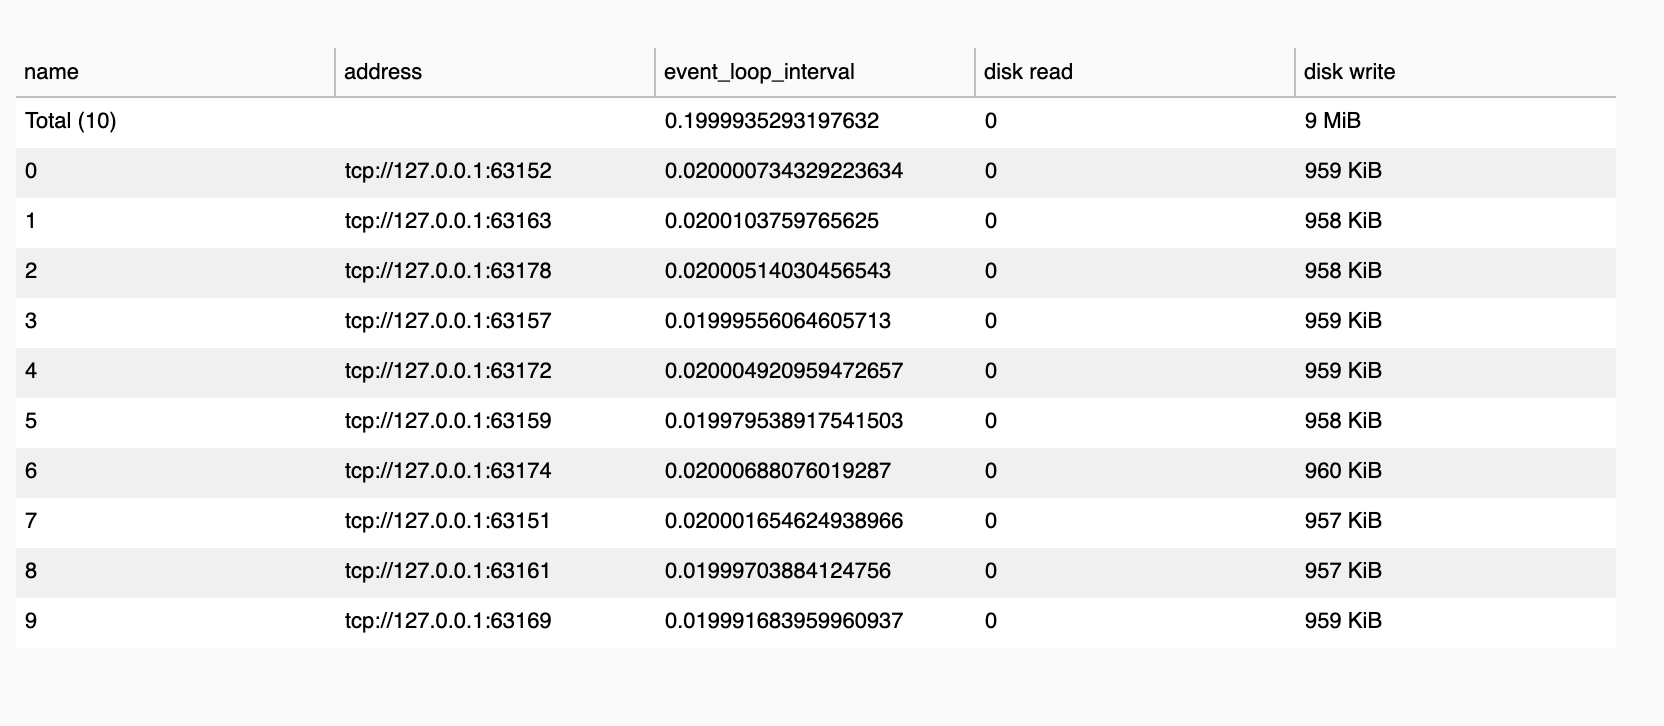 name address event_loop_interval disk read disk write
Total (10) 0.1999935293197632 0 9 MiB
0 tcp://127.0.0.1:63152 0.020000734329223634 0 959 KiB
1 tcp://127.0.0.1:63163 0.0200103759765625 0 958 KiB
2 tcp://127.0.0.1:63178 0.02000514030456543 0 958 KiB
3 tcp://127.0.0.1:63157 0.01999556064605713 0 959 KiB
4 tcp://127.0.0.1:63172 0.020004920959472657 0 959 KiB
5 tcp://127.0.0.1:63159 0.019979538917541503 0 958 KiB
6 tcp://127.0.0.1:63174 0.02000688076019287 0 960 KiB
7 tcp://127.0.0.1:63151 0.020001654624938966 0 957 KiB
8 tcp://127.0.0.1:63161 0.01999703884124756 0 957 KiB
9 tcp://127.0.0.1:63169 0.019991683959960937 0 959 KiB